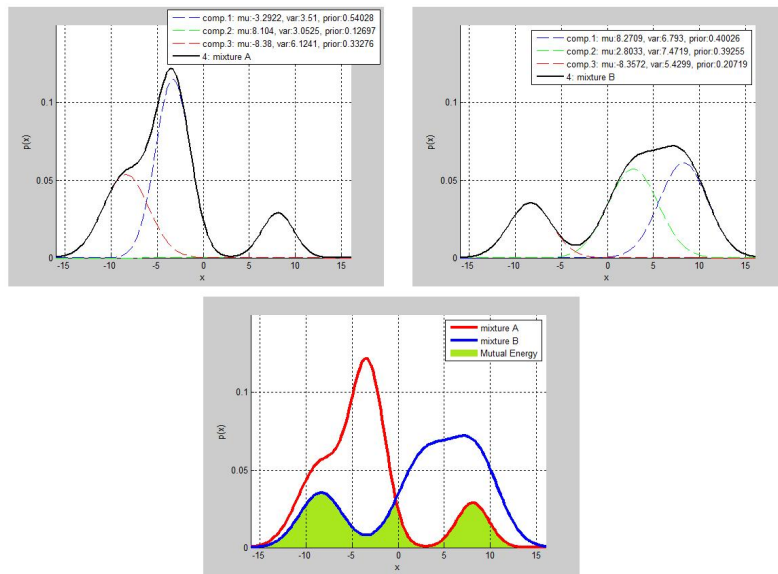 comp.1: mu:-3.2922, var:3.51, prior:0.54028
comp.2: mu:8.104, var:3.0525, prior:0.12697
comp.3: mu:-8.38, var:6.1241, prior:0.33276
4: mixture A
0.1
0.05
0
p(x)
-15 -10 -5 0 5 10 15
x
comp.1: mu:8.2709, var:6.793, prior:0.40026
comp.2: mu:2.8033, var:7.4719, prior:0.39255
comp.3: mu:-8.3572, var:5.4299, prior:0.20719
4: mixture B
0.1
0.05
0
p(x)
-15 -10 -5 0 5 10 15
x
mixture A
mixture B
Mutual Energy
0.1
0.05
0
p(x)
-15 -10 -5 0 5 10 15
x